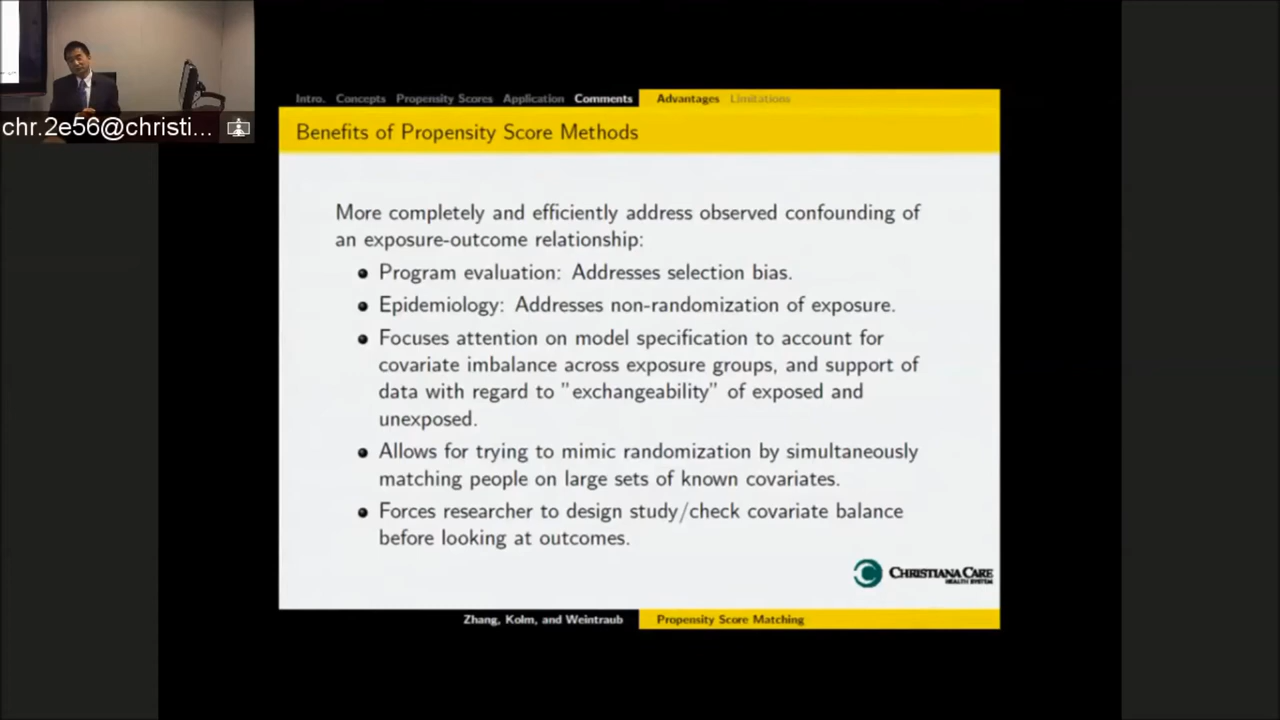 chr.2e56@christi...
Intro. Concepts Propensity Scores Application Comments Advantages Limitations
Benefits of Propensity Score Methods
More completely and efficiently address observed confounding of
an exposure-outcome relationship:
Program evaluation: Addresses selection bias.
Epidemiology: Addresses non-randomization of exposure.
Focuses attention on model specification to account for
covariate imbalance across exposure groups, and support of
data with regard to "exchangeability" of exposed and
unexposed.
Allows for trying to mimic randomization by simultaneously
matching people on large sets of known covariates.
Forces researcher to design study/check covariate balance
before looking at outcomes.
CHRISTIANA CARE
HEALTH SYSTEM
Zhang, Kolm, and Weintraub Propensity Score Matching